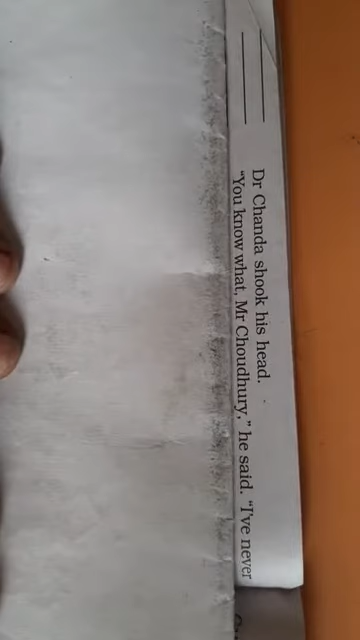 Dr Chanda shook his head.
“You know what, Mr Choudhury,” he said. “I’ve never